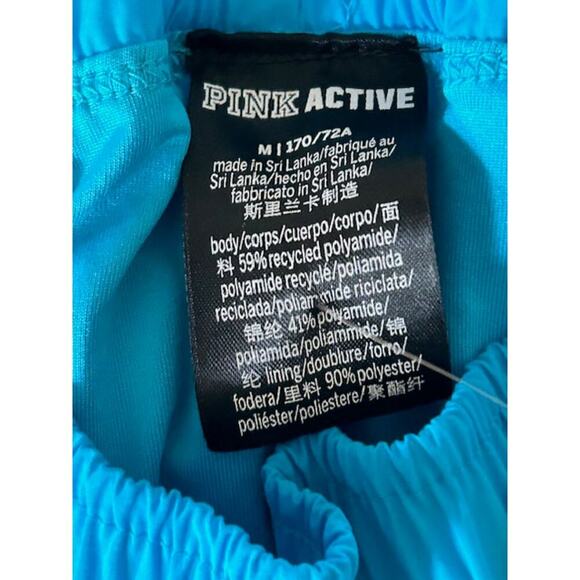 PINK ACTIVE
M | 170/72A
made in Sri Lanka/fabriqué au
Sri Lanka/hecho en Sri Lanka/
fabbricato in Sri Lanka/
斯里兰卡制造
body/corps/cuerpo/corpo/面
料 59% recycled polyamide/
polyamide recyclé/poliamida
reciclada/poliammide riciclata/
锦纶 41% polyamide/
poliamida/poliammide/锦
纶 lining/doublure/forro/
fodera/里料 90% polyester/
poliéster/poliestere/聚酯纤